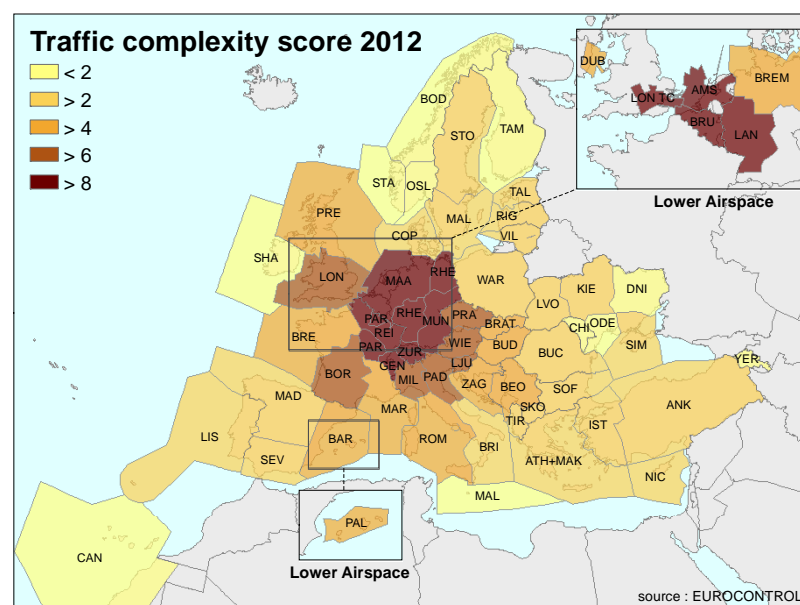 Traffic complexity score 2012
< 2
> 2
> 4
> 6
> 8
DUB
LON TC
AMS
BREM
BRU
LAN
Lower Airspace
BOD
STO
TAM
STA
OSL
TAL
PRE
MAL
RIG
COP
VIL
SHA
LON
MAA
RHE
WAR
KIE
DNI
LVO
PAR
RHE
MUN
PRA
BRAT
CHI
ODE
BRE
REI
PAR
WIE
BUD
SIM
ZUR
BUC
YER
GEN
LJU
BOR
MIL
PAD
ZAG
BEO
SOF
MAD
MAR
SKO
ANK
TIR
IST
LIS
BAR
ROM
BRI
SEV
ATH+MAK
NIC
MAL
PAL
CAN
Lower Airspace
source : EUROCONTROL